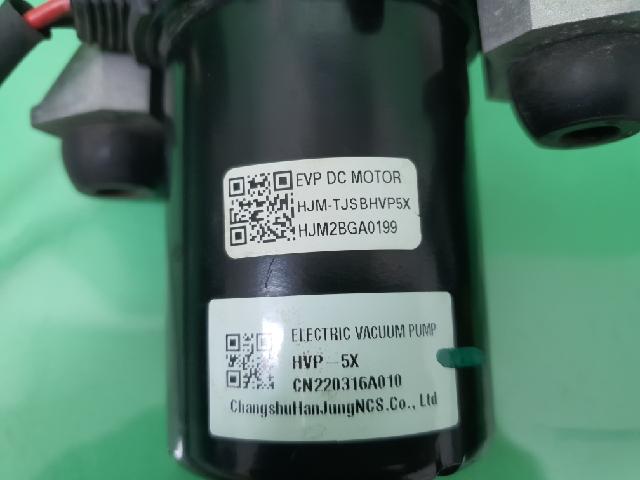 EVP DC MOTOR
HJM-TJSBHVP5X
HJM2BGA0199
ELECTRIC VACUUM PUMP
HVP-5X
CN220316A010
ChangshuHanJungNCS.Co., Ltd